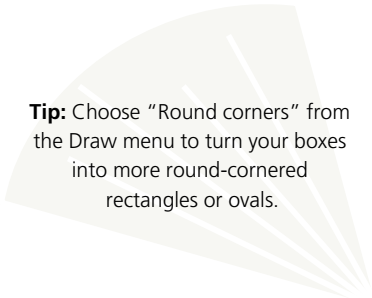 Tip: Choose “Round corners” from
the Draw menu to turn your boxes
into more round-cornered
rectangles or ovals.